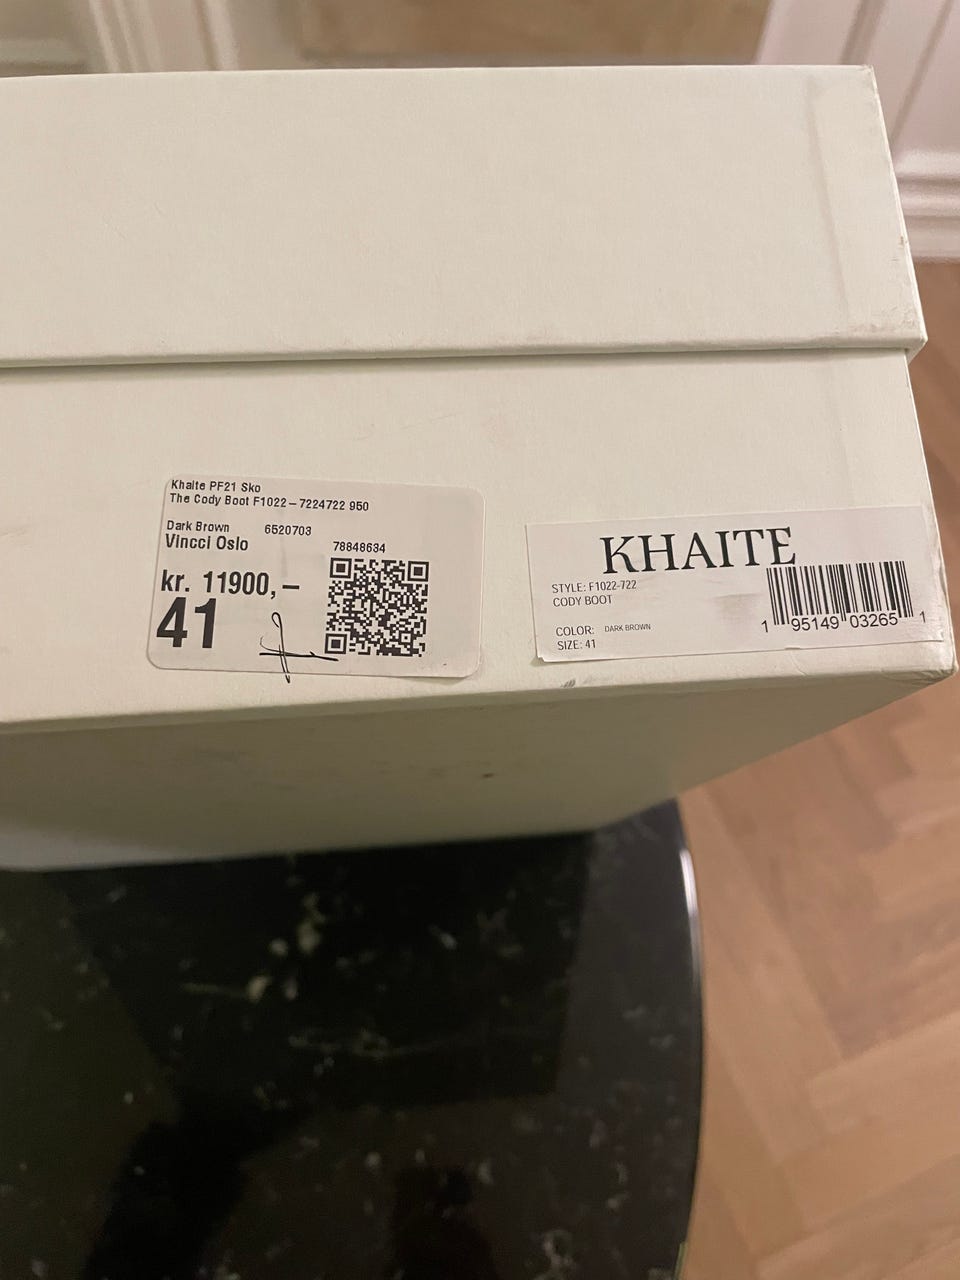 Khaite PF21 Sko
The Cody Boot F1022 – 7224722 950
Dark Brown 6520703
Vincci Oslo
78848634
kr. 11900,–
41
KHAITE
STYLE: F1022-722
CODY BOOT
COLOR: DARK BROWN
SIZE: 41
1 95149 03265 1